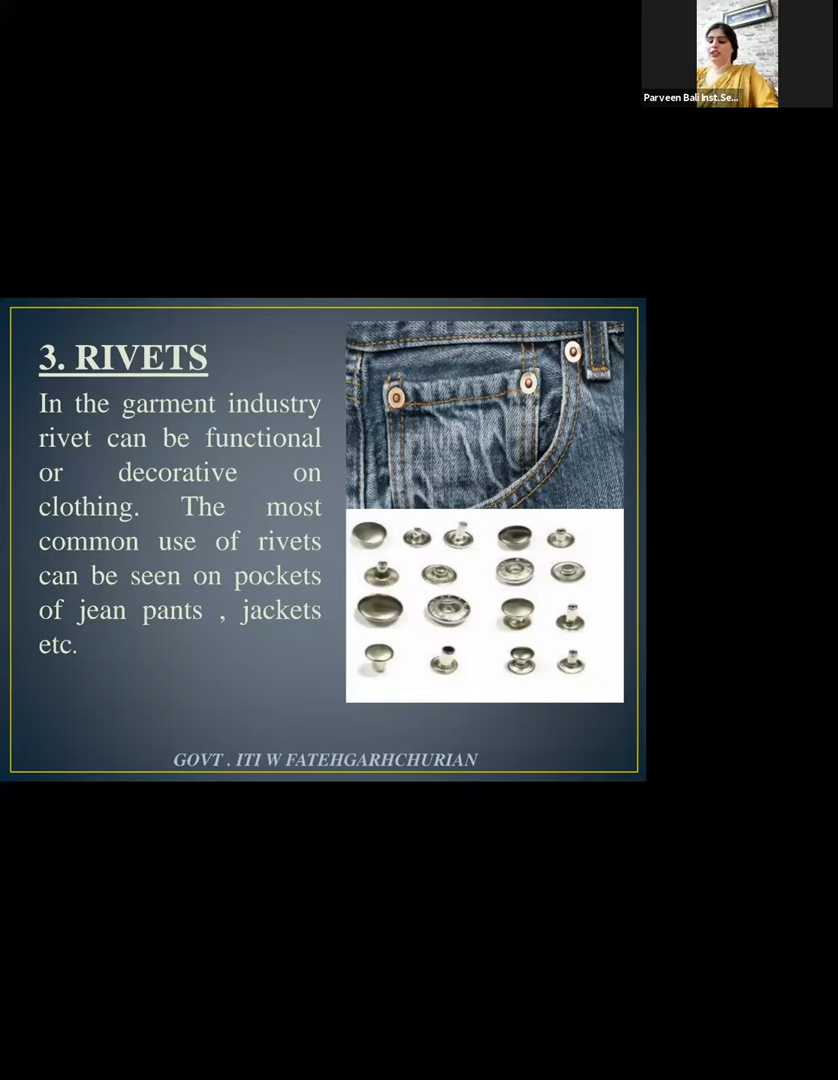 Parveen Bali Inst.Se...
3. RIVETS
In the garment industry
rivet can be functional
or decorative on
clothing. The most
common use of rivets
can be seen on pockets
of jean pants , jackets
etc.
GOVT . ITI W FATEHGARHCHURIAN